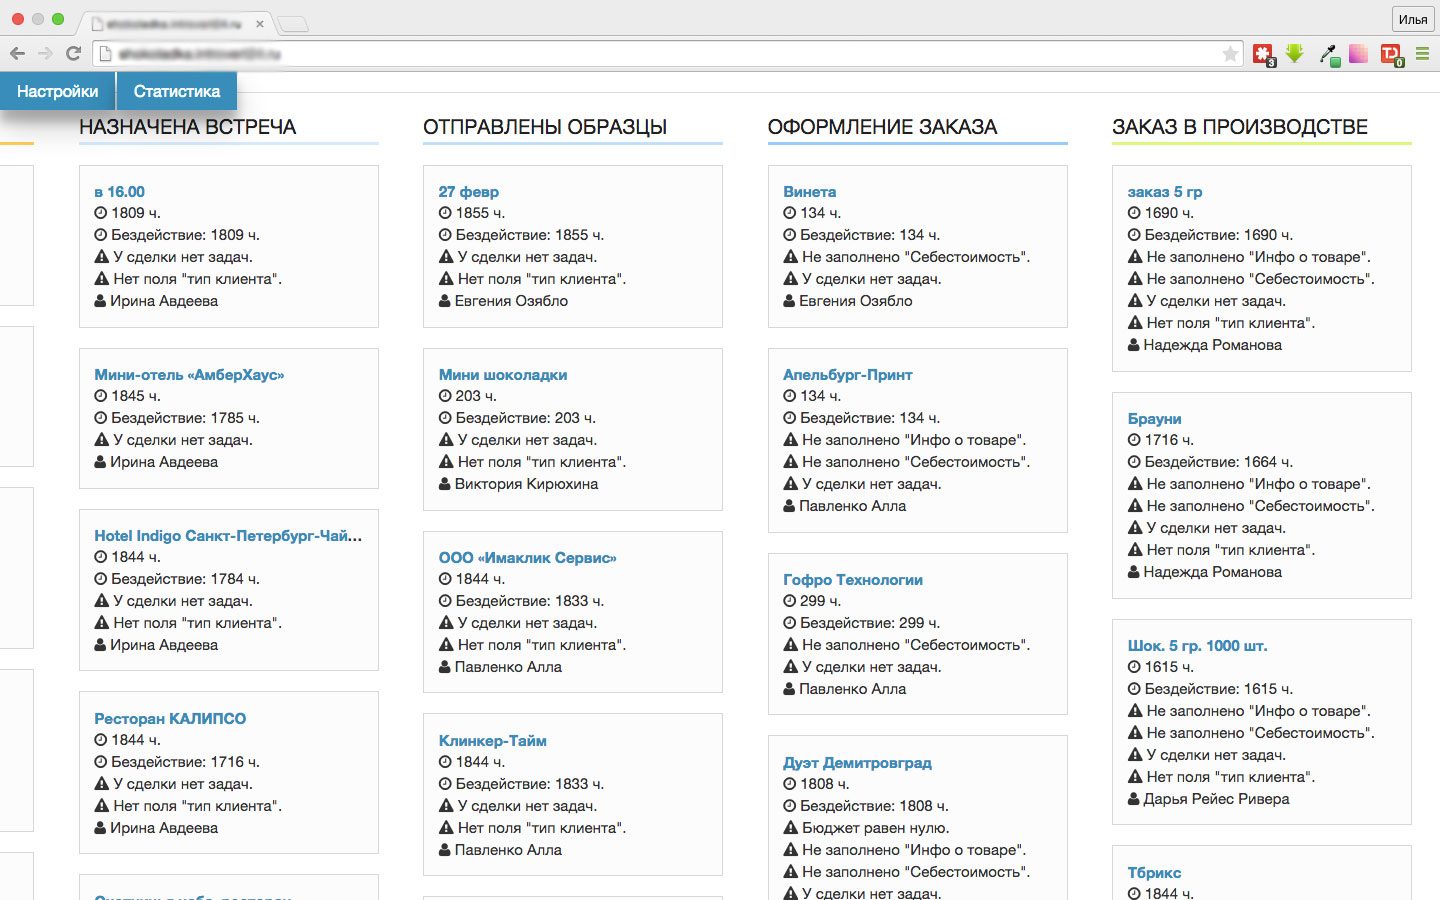 Илья
3
0
Настройки
Статистика
НАЗНАЧЕНА ВСТРЕЧА
в 16.00
1809 ч.
Бездействие: 1809 ч.
У сделки нет задач.
Нет поля "тип клиента".
Ирина Авдеева
Мини-отель «АмберХаус»
1845 ч.
Бездействие: 1785 ч.
У сделки нет задач.
Ирина Авдеева
Hotel Indigo Санкт-Петербург-Чай...
1844 ч.
Бездействие: 1784 ч.
У сделки нет задач.
Нет поля "тип клиента".
Ирина Авдеева
Ресторан КАЛИПСО
1844 ч.
Бездействие: 1716 ч.
У сделки нет задач.
Нет поля "тип клиента".
Ирина Авдеева
ОТПРАВЛЕНЫ ОБРАЗЦЫ
27 февр
1855 ч.
Бездействие: 1855 ч.
У сделки нет задач.
Нет поля "тип клиента".
Евгения Озябло
Мини шоколадки
203 ч.
Бездействие: 203 ч.
У сделки нет задач.
Нет поля "тип клиента".
Виктория Кирюхина
ООО «Имаклик Сервис»
1844 ч.
Бездействие: 1833 ч.
У сделки нет задач.
Нет поля "тип клиента".
Павленко Алла
Клинкер-Тайм
1844 ч.
Бездействие: 1833 ч.
У сделки нет задач.
Нет поля "тип клиента".
Павленко Алла
ОФОРМЛЕНИЕ ЗАКАЗА
Винета
134 ч.
Бездействие: 134 ч.
Не заполнено "Себестоимость".
У сделки нет задач.
Евгения Озябло
Апельбург-Принт
134 ч.
Бездействие: 134 ч.
Не заполнено "Инфо о товаре".
Не заполнено "Себестоимость".
У сделки нет задач.
Павленко Алла
Гофро Технологии
299 ч.
Бездействие: 299 ч.
Не заполнено "Себестоимость".
У сделки нет задач.
Павленко Алла
Дуэт Демитровград
1808 ч.
Бездействие: 1808 ч.
Бюджет равен нулю.
Не заполнено "Инфо о товаре".
Не заполнено "Себестоимость".
У сделки нет задач.
ЗАКАЗ В ПРОИЗВОДСТВЕ
заказ 5 гр
1690 ч.
Бездействие: 1690 ч.
Не заполнено "Инфо о товаре".
Не заполнено "Себестоимость".
У сделки нет задач.
Нет поля "тип клиента".
Надежда Романова
Брауни
1716 ч.
Бездействие: 1664 ч.
Не заполнено "Инфо о товаре".
Не заполнено "Себестоимость".
У сделки нет задач.
Нет поля "тип клиента".
Надежда Романова
Шок. 5 гр. 1000 шт.
1615 ч.
Бездействие: 1615 ч.
Не заполнено "Инфо о товаре".
Не заполнено "Себестоимость".
У сделки нет задач.
Нет поля "тип клиента".
Дарья Рейес Ривера
Тбрикс
1844 ч.